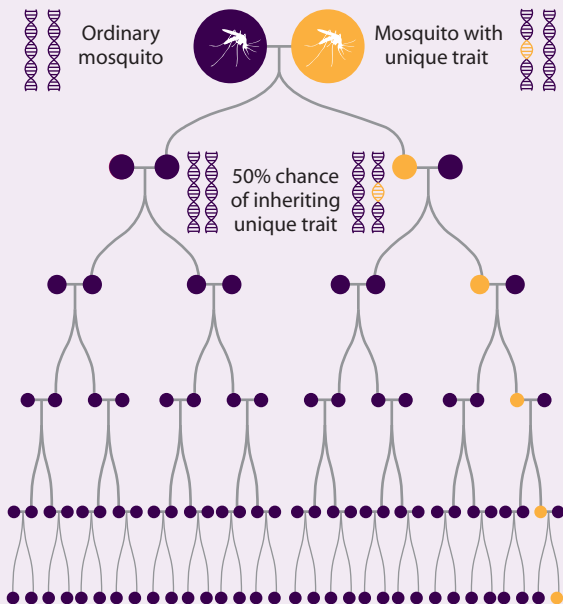 Ordinary
mosquito
Mosquito with
unique trait
50% chance
of inheriting
unique trait